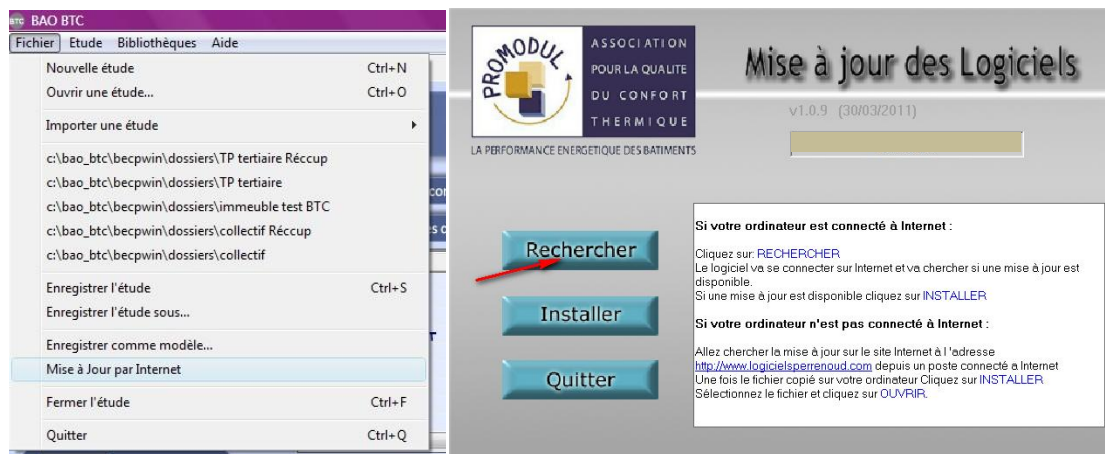 BTC BAO BTC
Fichier Etude Bibliothèques Aide
Nouvelle étude Ctrl+N
Ouvrir une étude... Ctrl+O
Importer une étude
c:\bao_btc\becpwin\dossiers\TP tertiaire Réccup
c:\bao_btc\becpwin\dossiers\TP tertiaire
c:\bao_btc\becpwin\dossiers\immeuble test BTC
c:\bao_btc\becpwin\dossiers\collectif Réccup
c:\bao_btc\becpwin\dossiers\collectif
Enregistrer l'étude Ctrl+S
Enregistrer l'étude sous...
Enregistrer comme modèle...
Mise à Jour par Internet
Fermer l'étude Ctrl+F
Quitter Ctrl+Q
PROMODUL
ASSOCIATION
POUR LA QUALITE
DU CONFORT
THERMIQUE
LA PERFORMANCE ENERGETIQUE DES BATIMENTS
Mise à jour des Logiciels
v1.0.9 (30/03/2011)
Rechercher
Installer
Quitter
Si votre ordinateur est connecté à Internet :
Cliquez sur: RECHERCHER
Le logiciel va se connecter sur Internet et va chercher si une mise à jour est
disponible.
Si une mise à jour est disponible cliquez sur INSTALLER
Si votre ordinateur n'est pas connecté à Internet :
Allez chercher la mise à jour sur le site Internet à l 'adresse
http://www.logicielsperrenoud.com depuis un poste connecté a Internet
Une fois le fichier copié sur votre ordinateur Cliquez sur INSTALLER
Sélectionnez le fichier et cliquez sur OUVRIR.